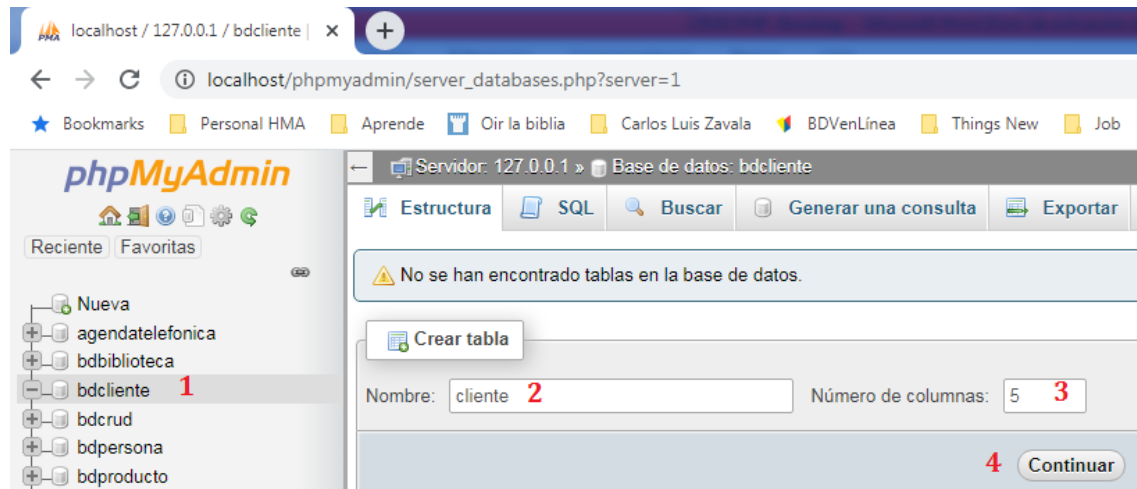 localhost / 127.0.0.1 / bdcliente |
localhost/phpmyadmin/server_databases.php?server=1
Bookmarks Personal HMA Aprende Oir la biblia Carlos Luis Zavala BDVenLínea Things New Job
phpMyAdmin
Reciente Favoritas
Nueva
agendatelefonica
bdbiblioteca
bdcliente 1
bdcrud
bdpersona
bdproducto
Servidor: 127.0.0.1 » Base de datos: bdcliente
Estructura SQL Buscar Generar una consulta Exportar
No se han encontrado tablas en la base de datos.
Crear tabla
Nombre: cliente 2 Número de columnas: 5 3
4 Continuar